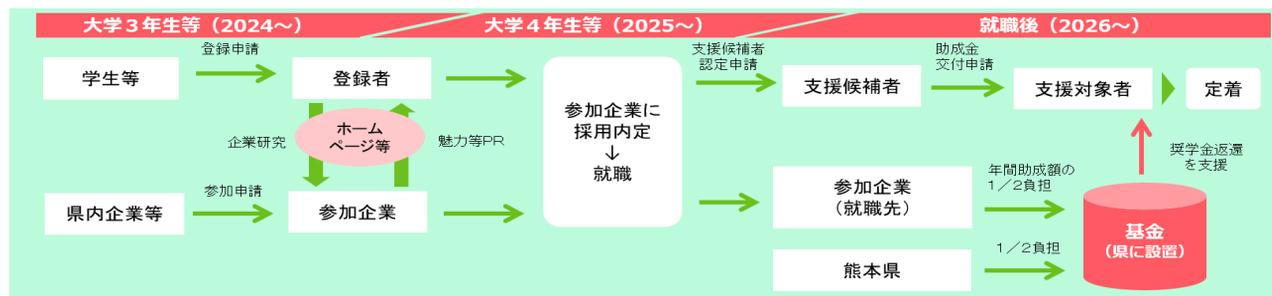 大学３年生等（2024～）
大学４年生等（2025～）
就職後（2026～）
学生等
登録申請
登録者
企業研究
ホーム
ページ等
魅力等PR
県内企業等
参加申請
参加企業
参加企業に
採用内定
↓
就職
支援候補者
認定申請
支援候補者
助成金
交付申請
支援対象者
定着
参加企業
（就職先）
年間助成額の
１／２負担
熊本県
１／２負担
基金
（県に設置）
奨学金返還
を支援